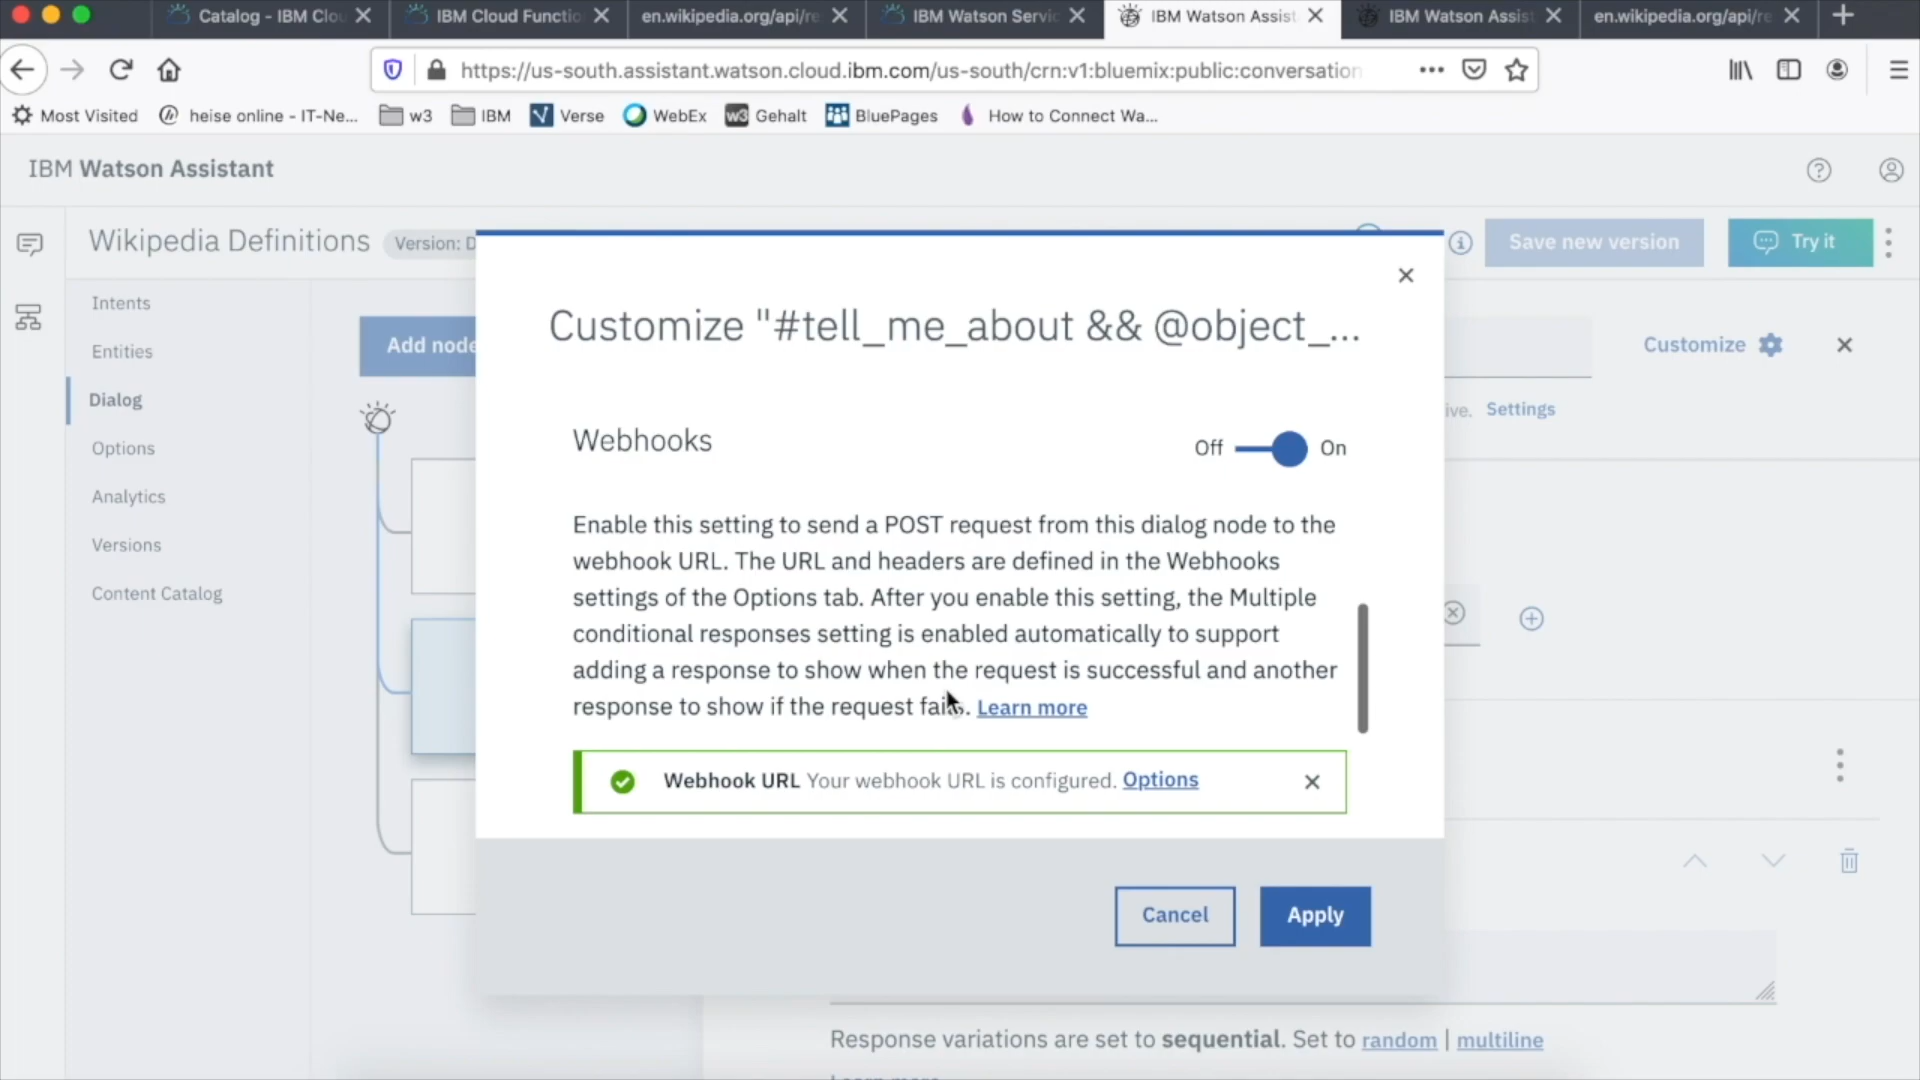 Catalog - IBM Clou
IBM Cloud Functio
en.wikipedia.org/api/re
IBM Watson Servic
IBM Watson Assist
IBM Watson Assist
en.wikipedia.org/api/re
https://us-south.assistant.watson.cloud.ibm.com/us-south/crn:v1:bluemix:public:conversation
Most Visited heise online - IT-Ne... w3 IBM Verse WebEx w3 Gehalt BluePages How to Connect Wa...
IBM Watson Assistant
Wikipedia Definitions Version: D
Save new version Try it
Intents
Entities
Dialog
Options
Analytics
Versions
Content Catalog
Add node
Customize
ive. Settings
Customize "#tell_me_about && @object_...
Webhooks Off On
Enable this setting to send a POST request from this dialog node to the
webhook URL. The URL and headers are defined in the Webhooks
settings of the Options tab. After you enable this setting, the Multiple
conditional responses setting is enabled automatically to support
adding a response to show when the request is successful and another
response to show if the request fails. Learn more
Webhook URL Your webhook URL is configured. Options
Cancel Apply
Response variations are set to sequential. Set to random | multiline